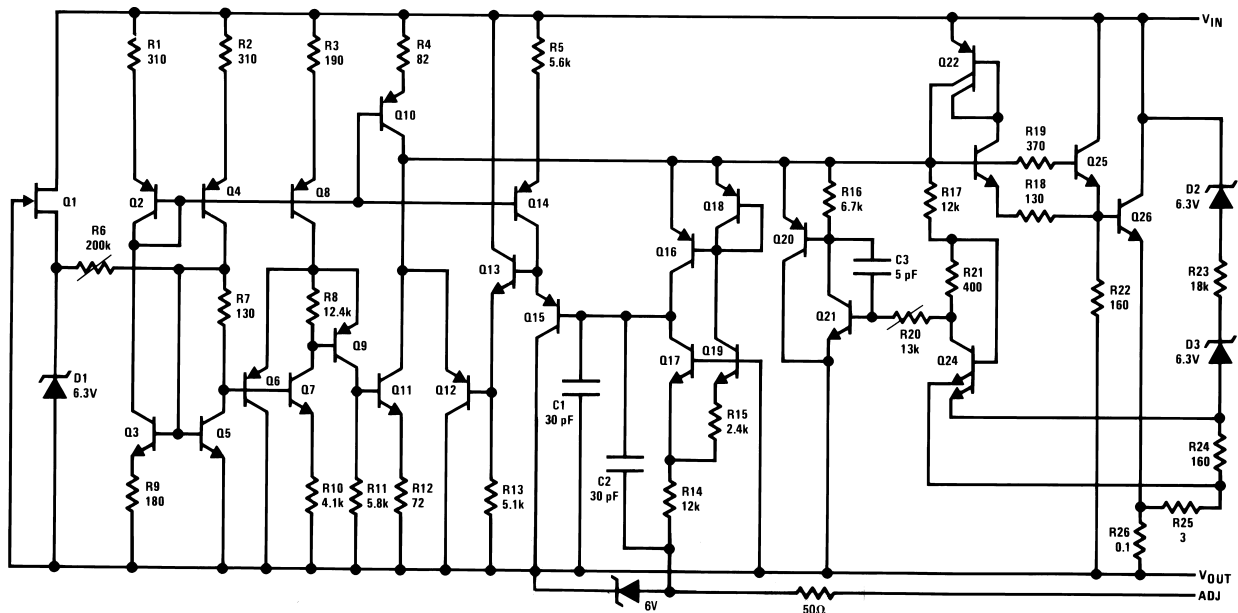 VIN
R1
310
R2
310
R3
190
R4
82
R5
5.6k
Q22
Q10
R19
370
Q25
Q1
Q2
Q4
Q8
Q14
Q18
R16
6.7k
R17
12k
R18
130
Q26
D2
6.3V
R6
200k
Q16
Q20
C3
5 pF
Q13
R7
130
R8
12.4k
Q15
R21
400
R22
160
R23
18k
Q21
R20
13k
Q9
Q17
Q19
Q24
D3
6.3V
D1
6.3V
Q6
Q7
Q11
Q12
C1
30 pF
R15
2.4k
Q3
Q5
R24
160
C2
30 pF
R9
180
R10
4.1k
R11
5.8k
R12
72
R13
5.1k
R14
12k
R26
0.1
R25
3
VOUT
6V
50Ω
ADJ